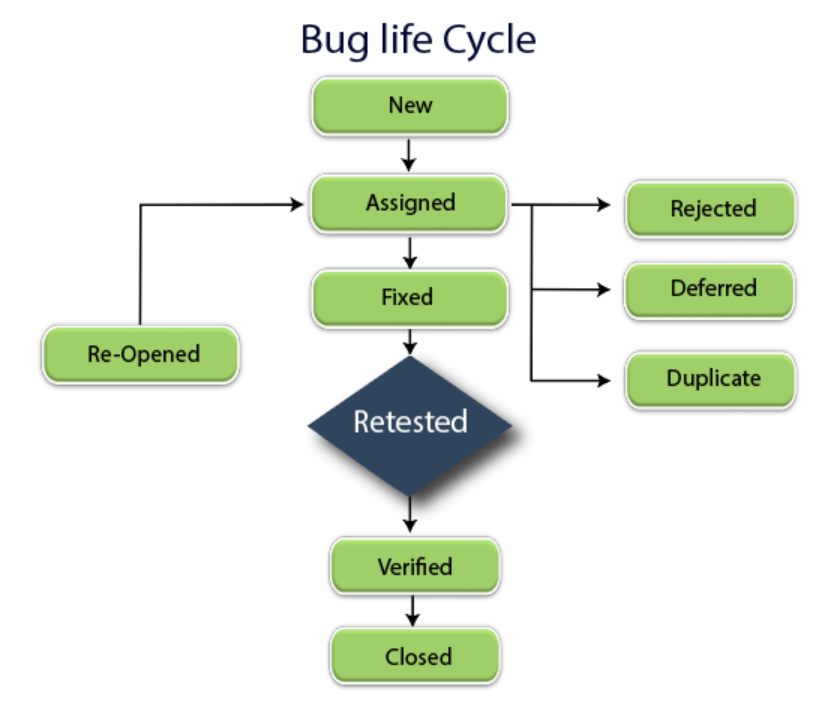 Bug life Cycle
New
Assigned
Rejected
Fixed
Deferred
Re-Opened
Duplicate
Retested
Verified
Closed